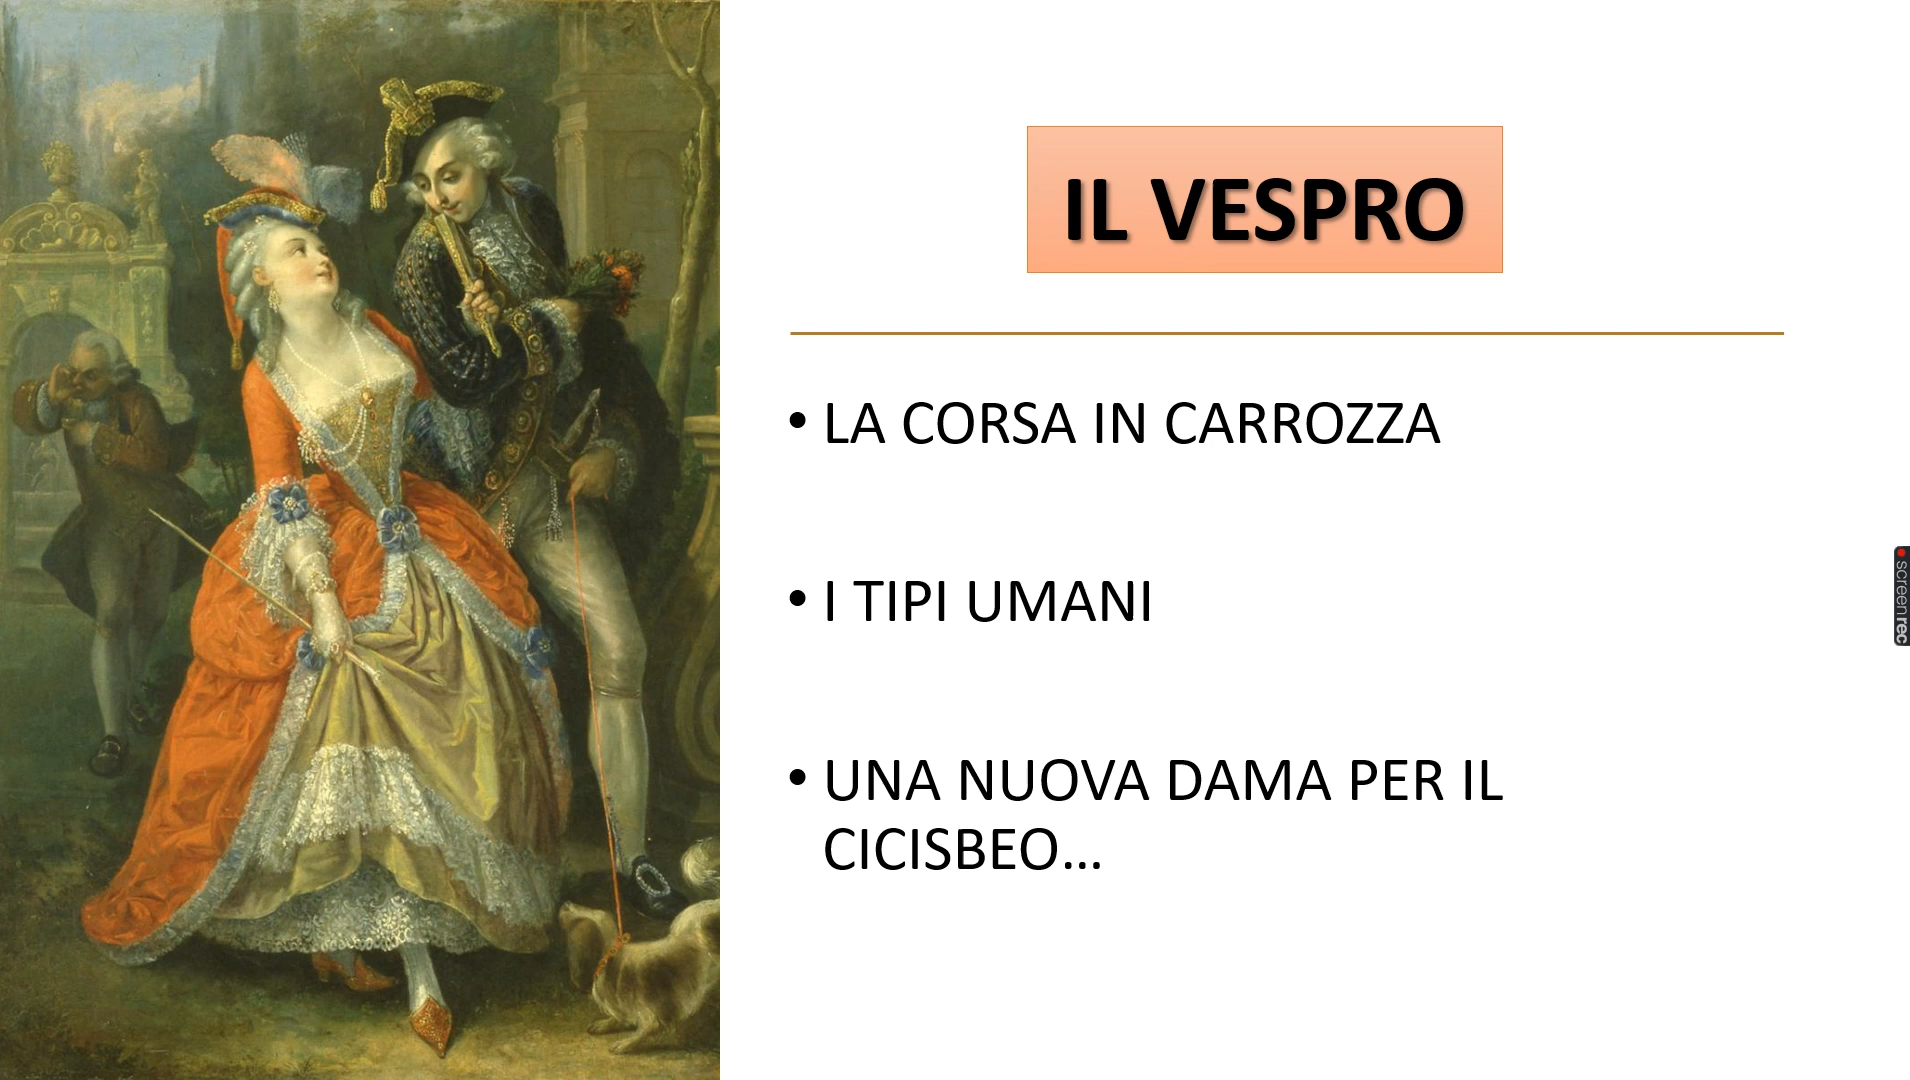 IL VESPRO
• LA CORSA IN CARROZZA
• I TIPI UMANI
• UNA NUOVA DAMA PER IL
CICISBEO...
screenrec